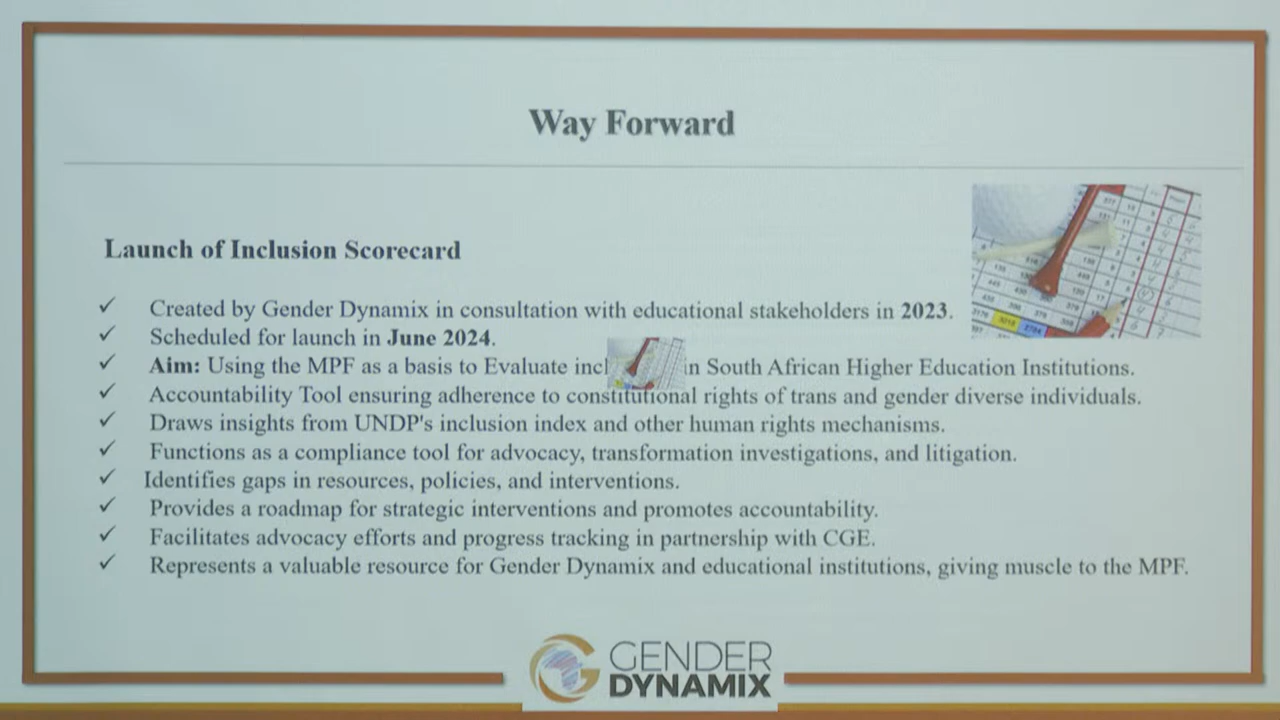 Way Forward
Launch of Inclusion Scorecard
✓ Created by Gender Dynamix in consultation with educational stakeholders in 2023.
✓ Scheduled for launch in June 2024.
✓ Aim: Using the MPF as a basis to Evaluate incl in South African Higher Education Institutions.
✓ Accountability Tool ensuring adherence to constitutional rights of trans and gender diverse individuals.
✓ Draws insights from UNDP's inclusion index and other human rights mechanisms.
✓ Functions as a compliance tool for advocacy, transformation investigations, and litigation.
✓ Identifies gaps in resources, policies, and interventions.
✓ Provides a roadmap for strategic interventions and promotes accountability.
✓ Facilitates advocacy efforts and progress tracking in partnership with CGE.
✓ Represents a valuable resource for Gender Dynamix and educational institutions, giving muscle to the MPF.
GENDER
DYNAMIX